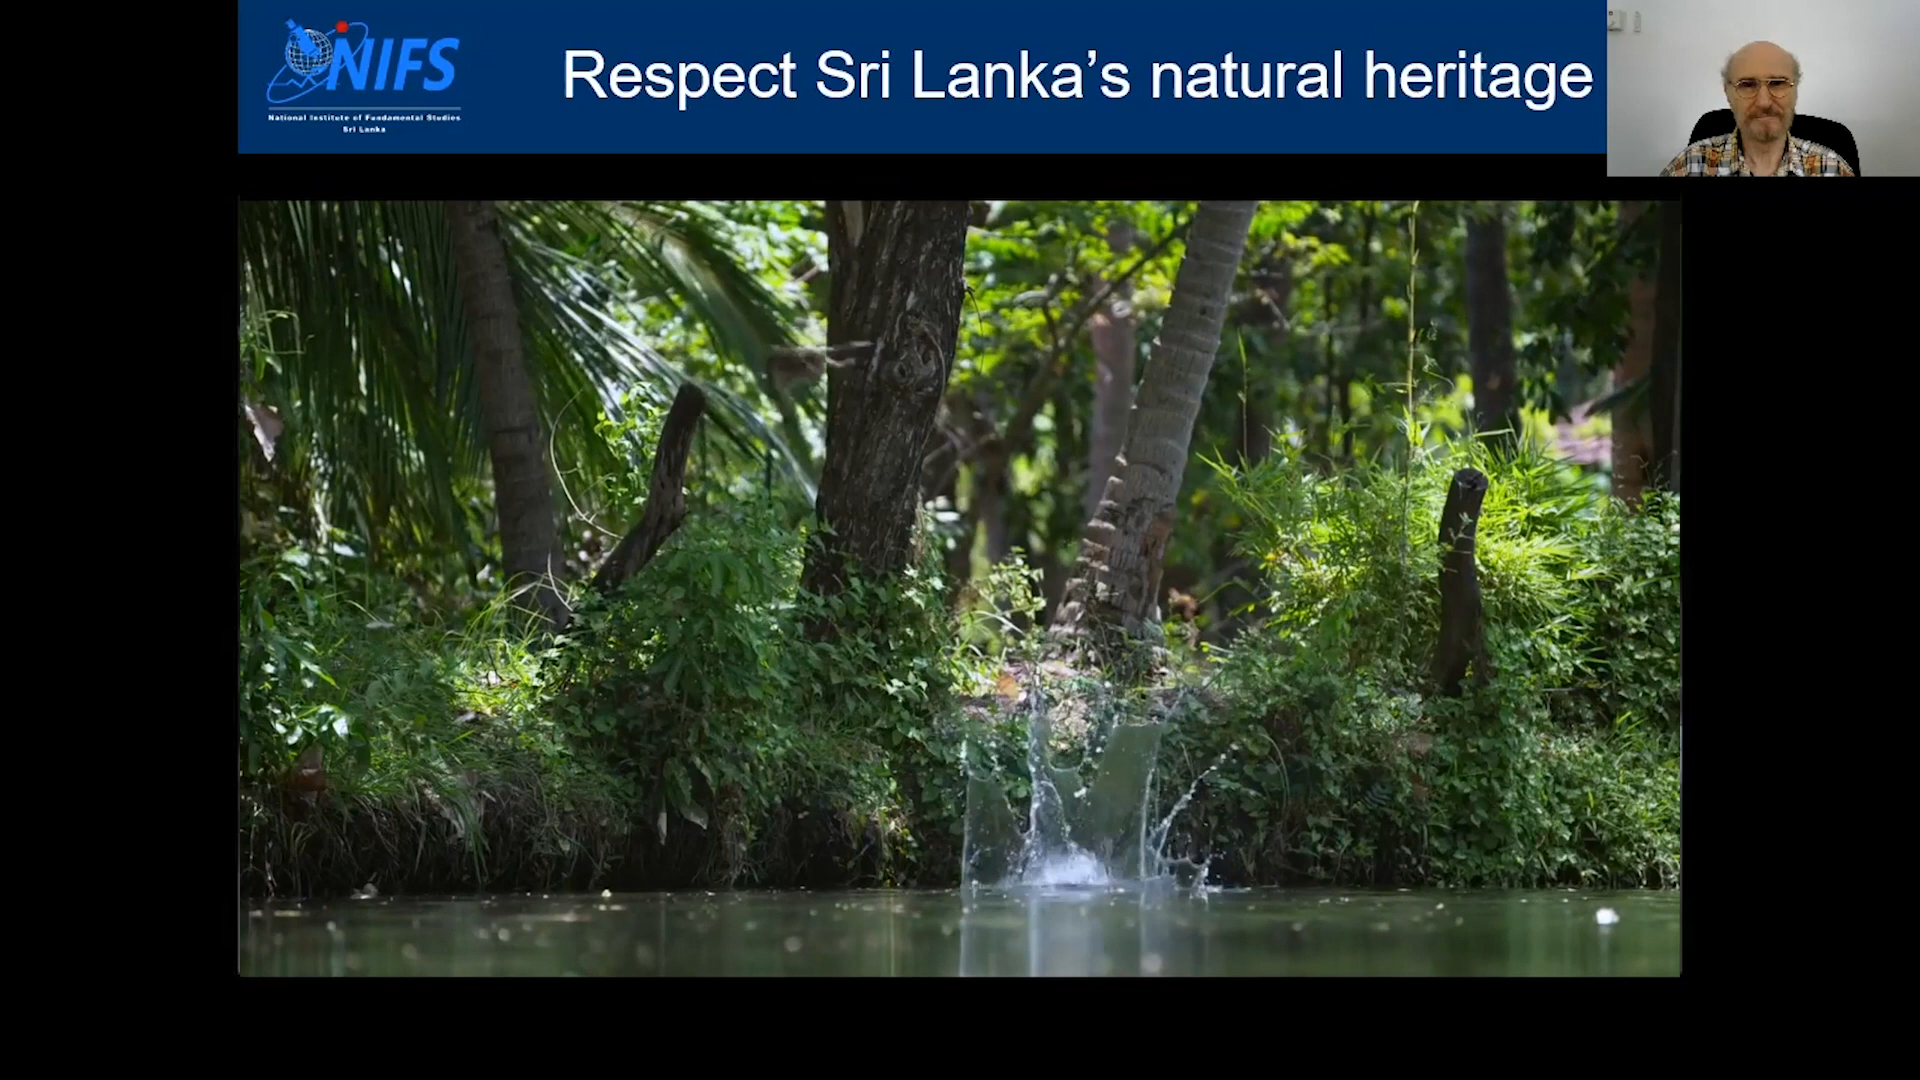 NIFS
National Institute of Fundamental Studies
Sri Lanka
Respect Sri Lanka’s natural heritage